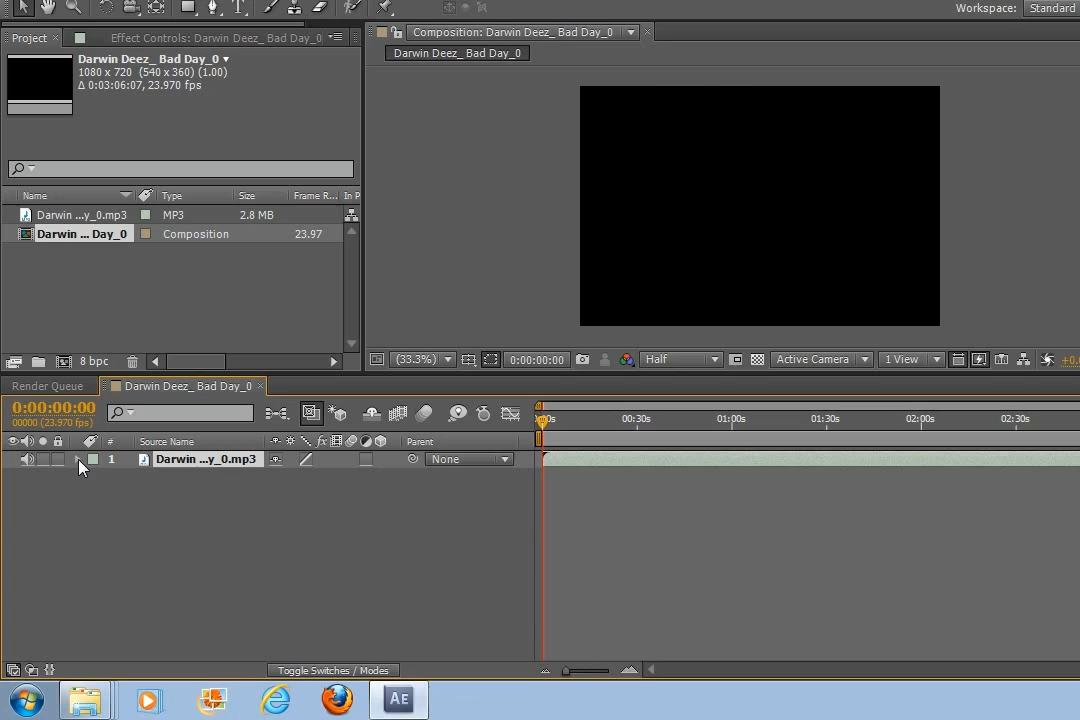 Workspace: Standard
Project
Effect Controls: Darwin Deez_ Bad Day_0
Darwin Deez_ Bad Day_0
1080 x 720 (540 x 360) (1.00)
Δ 0:03:06:07, 23.970 fps
Name Type Size Frame R... In P
Darwin ...y_0.mp3 MP3 2.8 MB
Darwin ... Day_0 Composition 23.97
8 bpc
Composition: Darwin Deez_ Bad Day_0
Darwin Deez_ Bad Day_0
(33.3%) 0:00:00:00 Half Active Camera 1 View +0.
Render Queue Darwin Deez_ Bad Day_0
0:00:00:00
00000 (23.970 fps)
# Source Name fx Parent
1 Darwin ...y_0.mp3 None
00s 00:30s 01:00s 01:30s 02:00s 02:30s
Toggle Switches / Modes
AE